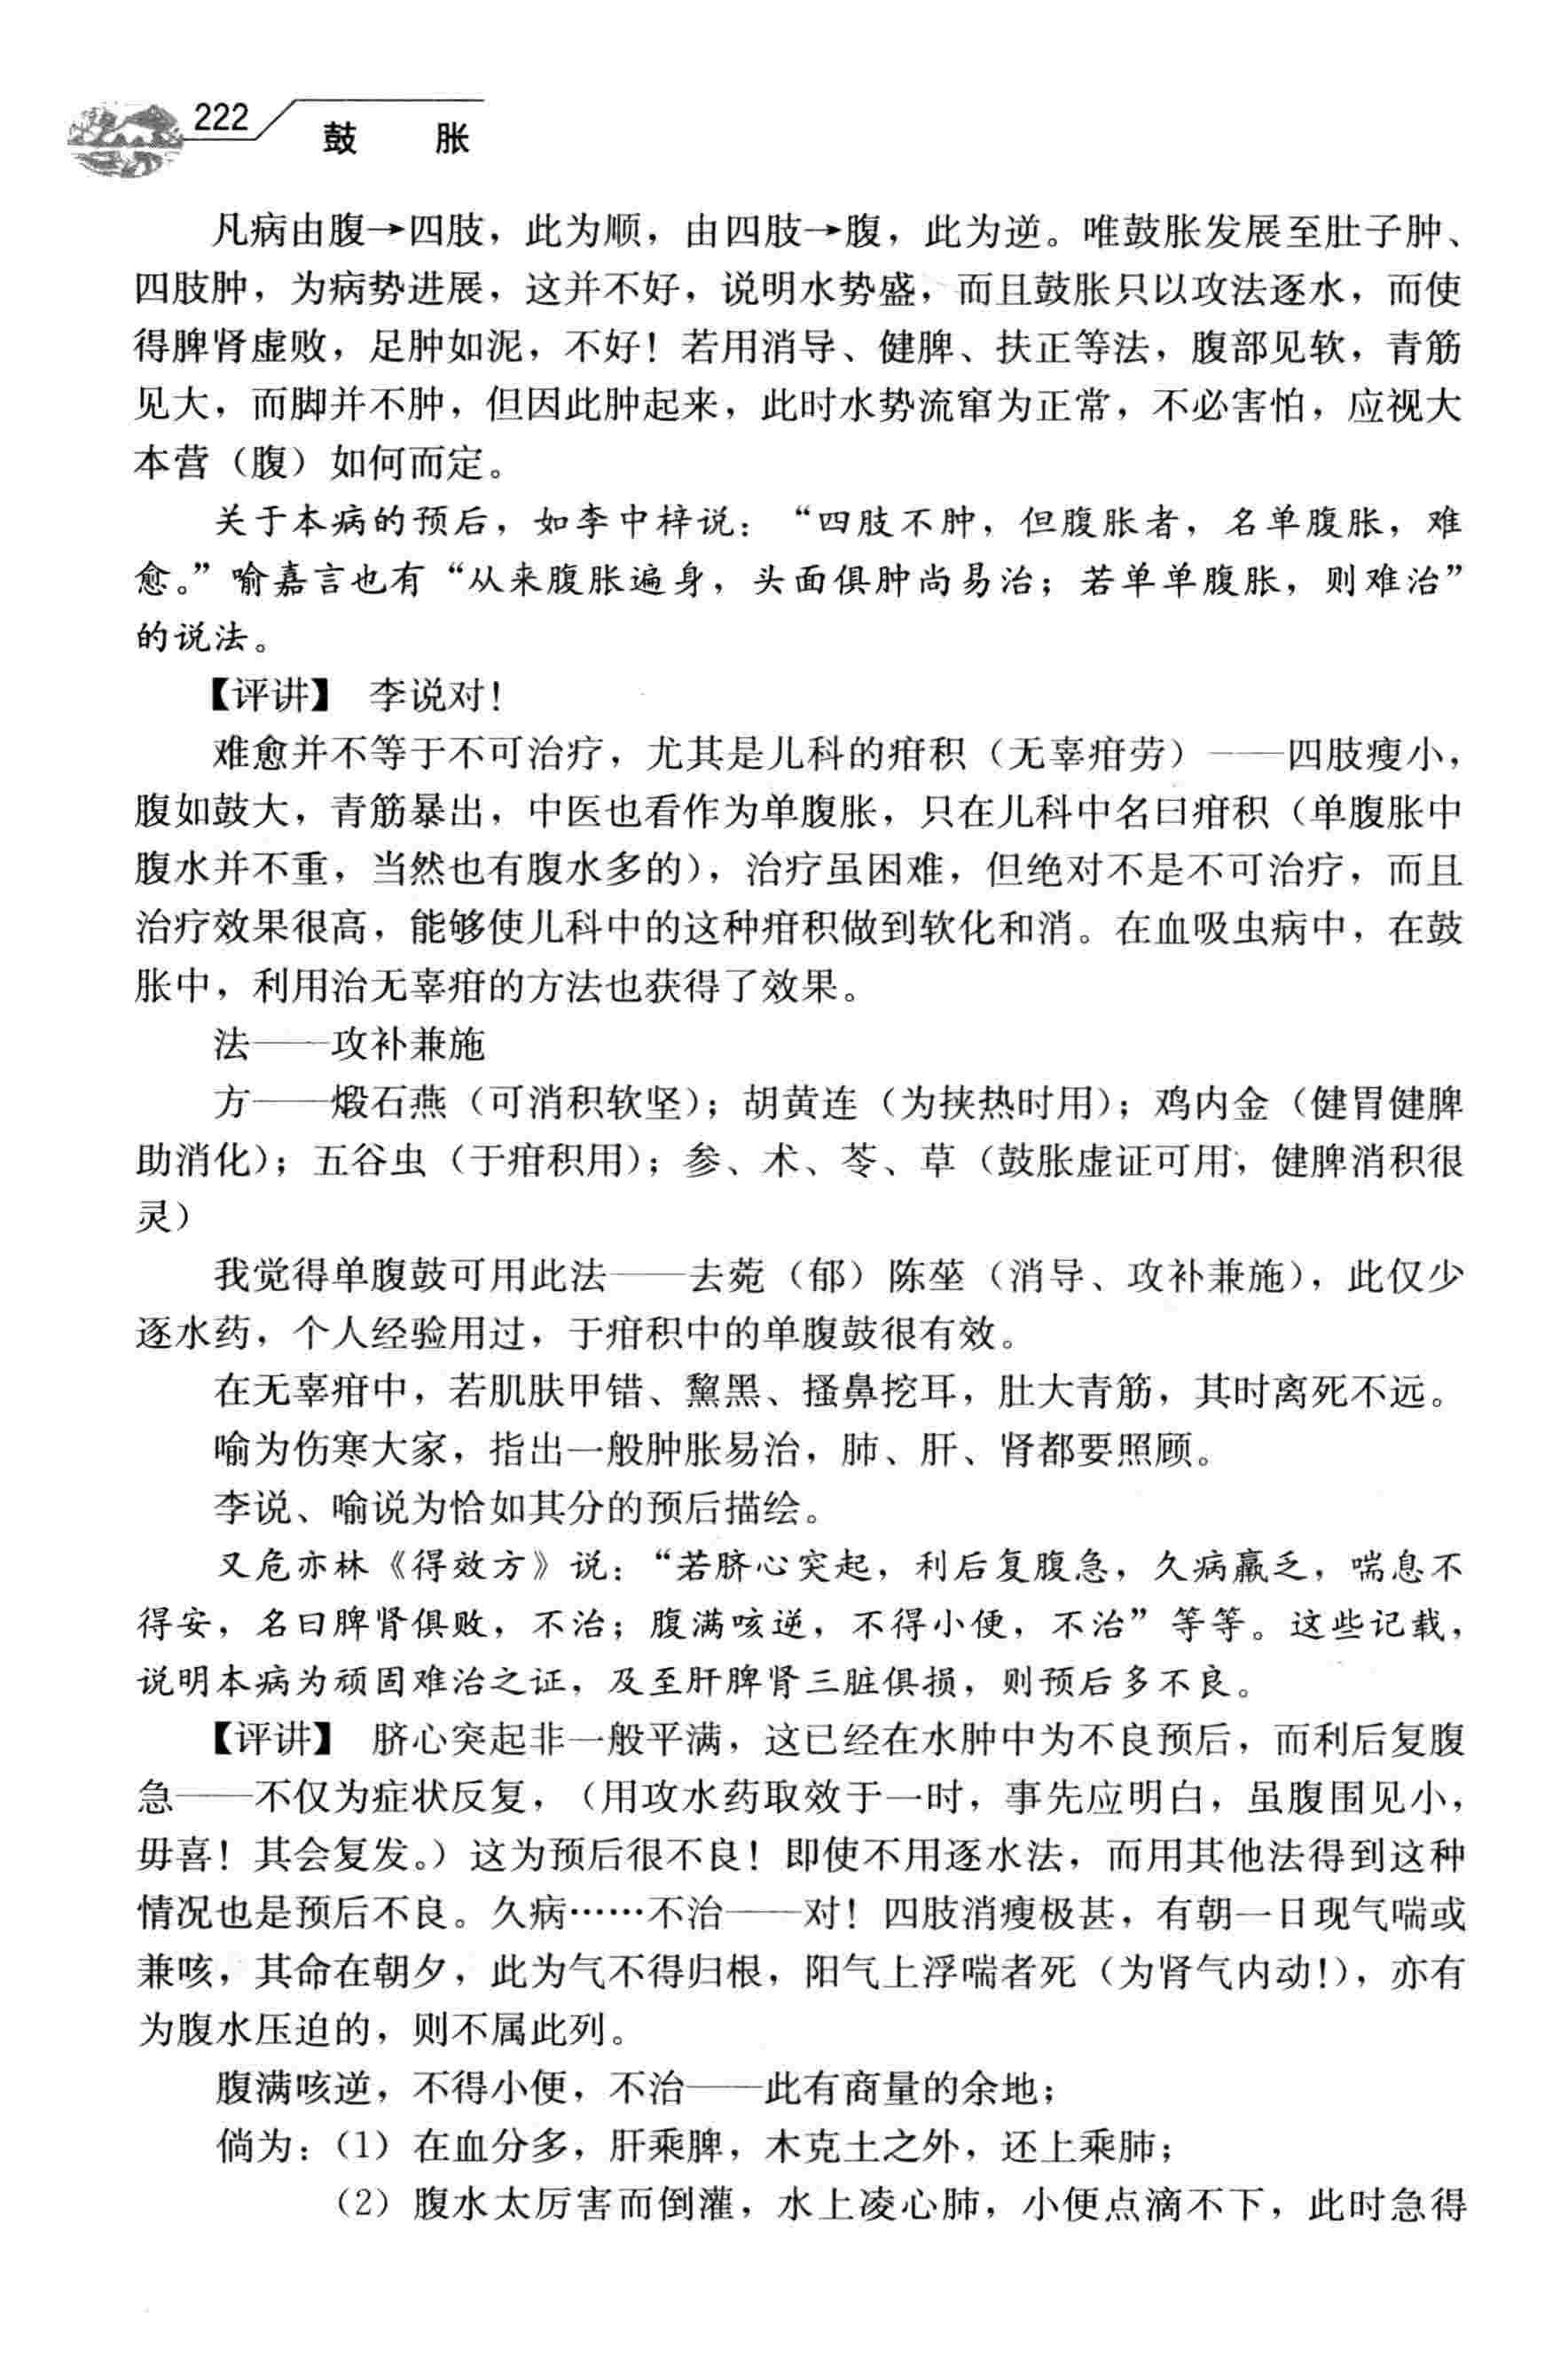 222
鼓 胀
凡病由腹→四肢，此为顺，由四肢→腹，此为逆。唯鼓胀发展至肚子肿、
四肢肿，为病势进展，这并不好，说明水势盛，而且鼓胀只以攻法逐水，而使
得脾肾虚败，足肿如泥，不好！若用消导、健脾、扶正等法，腹部见软，青筋
见大，而脚并不肿，但因此肿起来，此时水势流窜为正常，不必害怕，应视大
本营（腹）如何而定。
关于本病的预后，如李中梓说：“四肢不肿，但腹胀者，名单腹胀，难
愈。”喻嘉言也有“从来腹胀遍身，头面俱肿尚易治；若单单腹胀，则难治”
的说法。
【评讲】 李说对！
难愈并不等于不可治疗，尤其是儿科的疳积（无辜疳劳）——四肢瘦小，
腹如鼓大，青筋暴出，中医也看作为单腹胀，只在儿科中名曰疳积（单腹胀中
腹水并不重，当然也有腹水多的），治疗虽困难，但绝对不是不可治疗，而且
治疗效果很高，能够使儿科中的这种疳积做到软化和消。在血吸虫病中，在鼓
胀中，利用治无辜疳的方法也获得了效果。
法——攻补兼施
方——煅石燕（可消积软坚）；胡黄连（为挟热时用）；鸡内金（健胃健脾
助消化）；五谷虫（于疳积用）；参、术、苓、草（鼓胀虚证可用，健脾消积很
灵）
我觉得单腹鼓可用此法——去菀（郁）陈莝（消导、攻补兼施），此仅少
逐水药，个人经验用过，于疳积中的单腹鼓很有效。
在无辜疳中，若肌肤甲错、黧黑、搔鼻挖耳，肚大青筋，其时离死不远。
喻为伤寒大家，指出一般肿胀易治，肺、肝、肾都要照顾。
李说、喻说为恰如其分的预后描绘。
又危亦林《得效方》说：“若脐心突起，利后复腹急，久病羸乏，喘息不
得安，名曰脾肾俱败，不治；腹满咳逆，不得小便，不治”等等。这些记载，
说明本病为顽固难治之证，及至肝脾肾三脏俱损，则预后多不良。
【评讲】 脐心突起非一般平满，这已经在水肿中为不良预后，而利后复腹
急——不仅为症状反复，（用攻水药取效于一时，事先应明白，虽腹围见小，
毋喜！其会复发。）这为预后很不良！即使不用逐水法，而用其他法得到这种
情况也是预后不良。久病……不治——对！四肢消瘦极甚，有朝一日现气喘或
兼咳，其命在朝夕，此为气不得归根，阳气上浮喘者死（为肾气内动！），亦有
为腹水压迫的，则不属此列。
腹满咳逆，不得小便，不治——此有商量的余地；
倘为：（1）在血分多，肝乘脾，木克土之外，还上乘肺；
（2）腹水太厉害而倒灌，水上凌心肺，小便点滴不下，此时急得